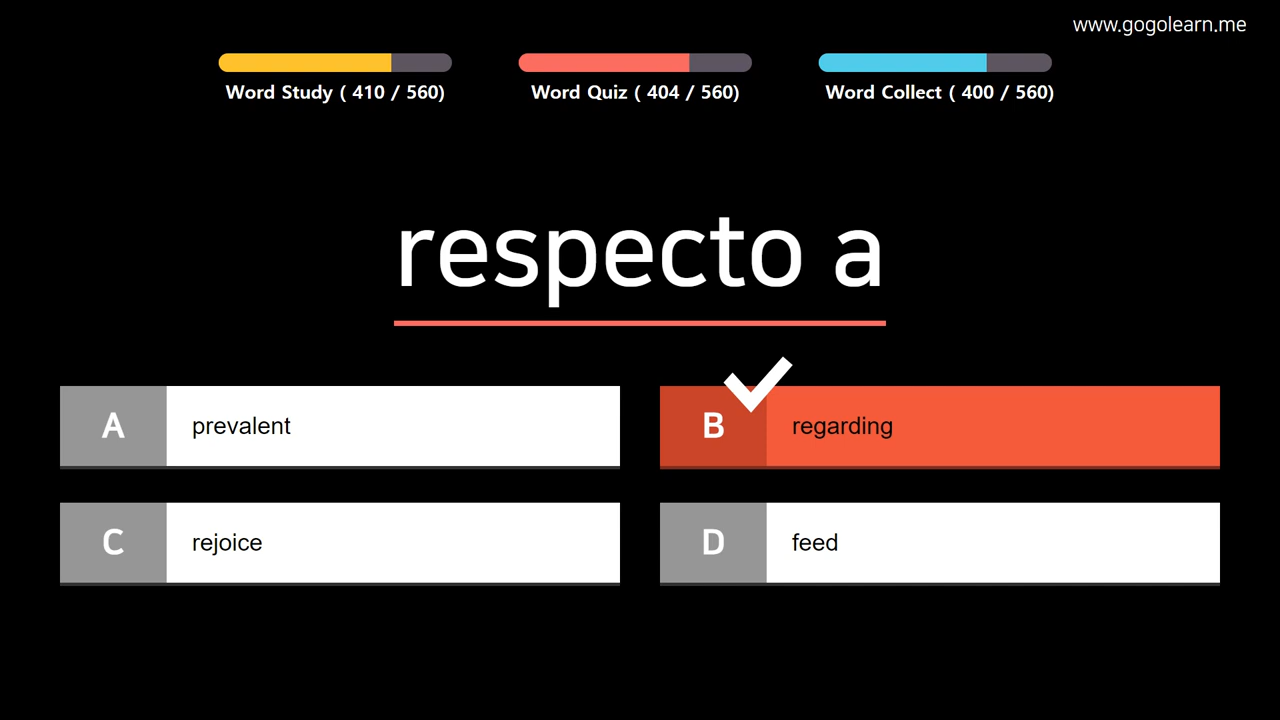 www.gogolearn.me
Word Study ( 410 / 560)
Word Quiz ( 404 / 560)
Word Collect ( 400 / 560)
respecto a
A prevalent
B regarding
C rejoice
D feed